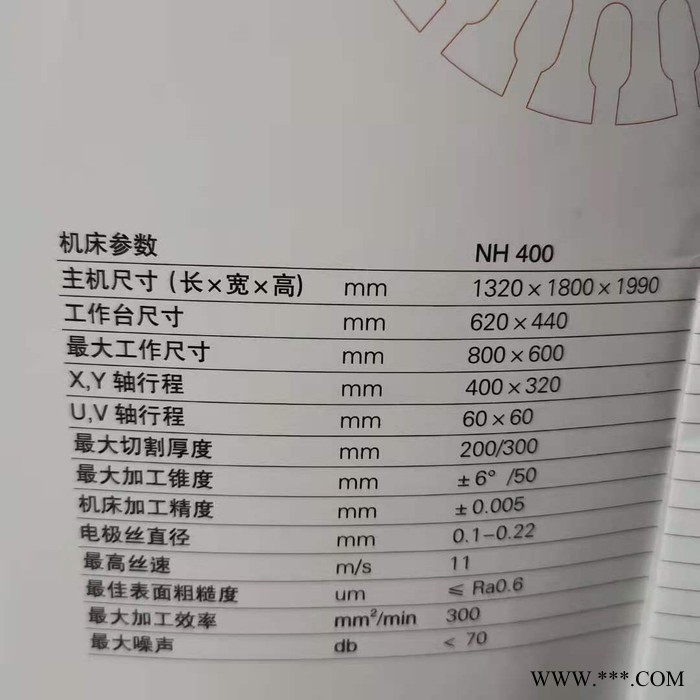 机床参数 NH 400
主机尺寸 (长×宽×高) mm 1320×1800×1990
工作台尺寸 mm 620×440
最大工作尺寸 mm 800×600
X,Y 轴行程 mm 400×320
U,V 轴行程 mm 60×60
最大切割厚度 mm 200/300
最大加工锥度 mm ±6° /50
机床加工精度 mm ±0.005
电极丝直径 mm 0.1-0.22
最高丝速 m/s 11
最佳表面粗糙度 um ≤ Ra0.6
最大加工效率 mm²/min 300
最大噪声 db < 70
WWW.***.COM